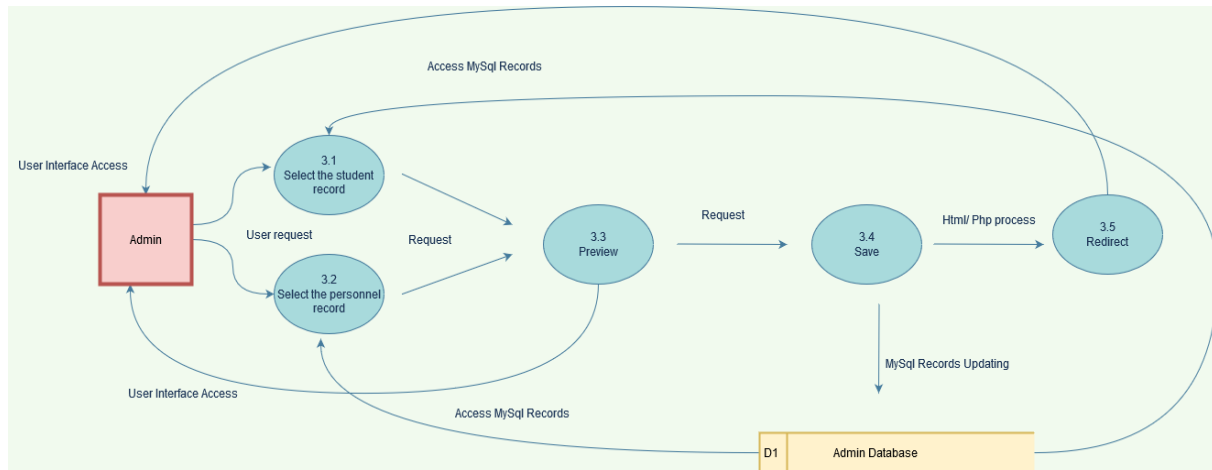 Access MySql Records
User Interface Access
3.1
Select the student
record
Admin
User request
Request
3.2
Select the personnel
record
3.3
Preview
Request
3.4
Save
Html/ Php process
3.5
Redirect
MySql Records Updating
User Interface Access
Access MySql Records
D1
Admin Database